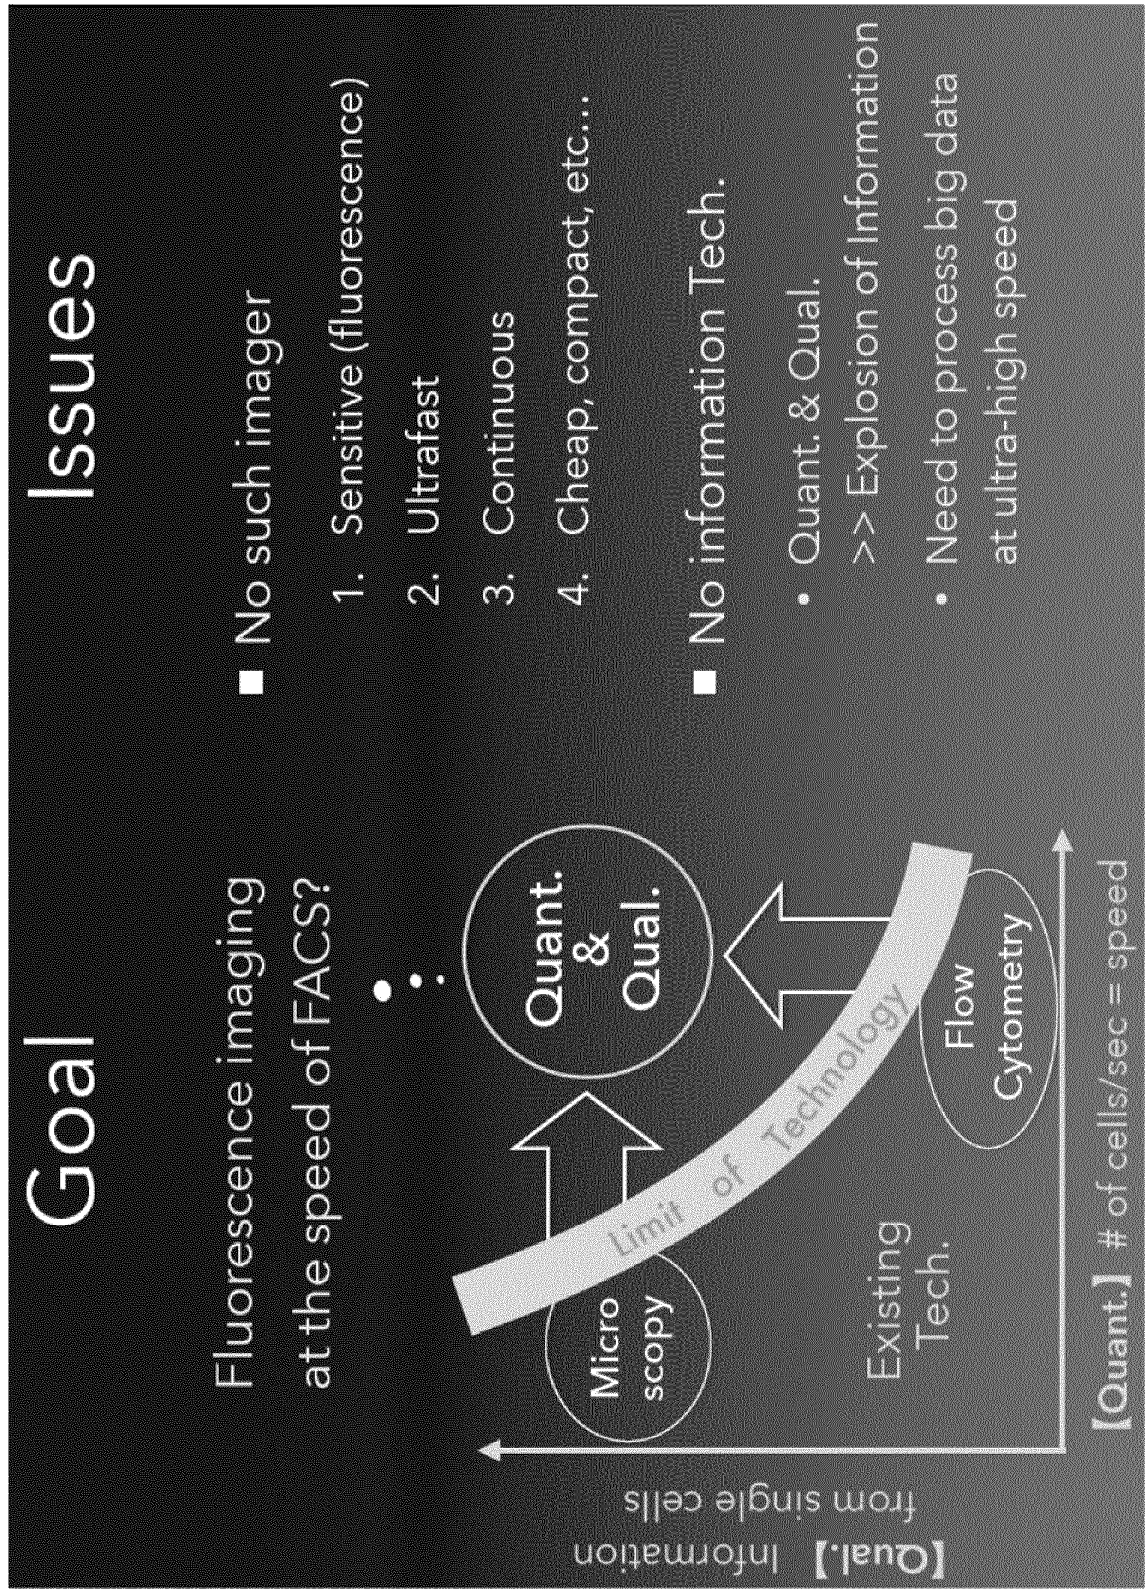 Goal
Fluorescence imaging
at the speed of FACS?
Quant.
&
Qual.
Micro
scopy
Limit of Technology
Flow
Cytometry
Existing
Tech.
【Qual.】 Information
from single cells
【Quant.】 # of cells/sec = speed
Issues
■ No such imager
1. Sensitive (fluorescence)
2. Ultrafast
3. Continuous
4. Cheap, compact, etc....
■ No information Tech.
• Quant. & Qual.
>> Explosion of Information
• Need to process big data
at ultra-high speed